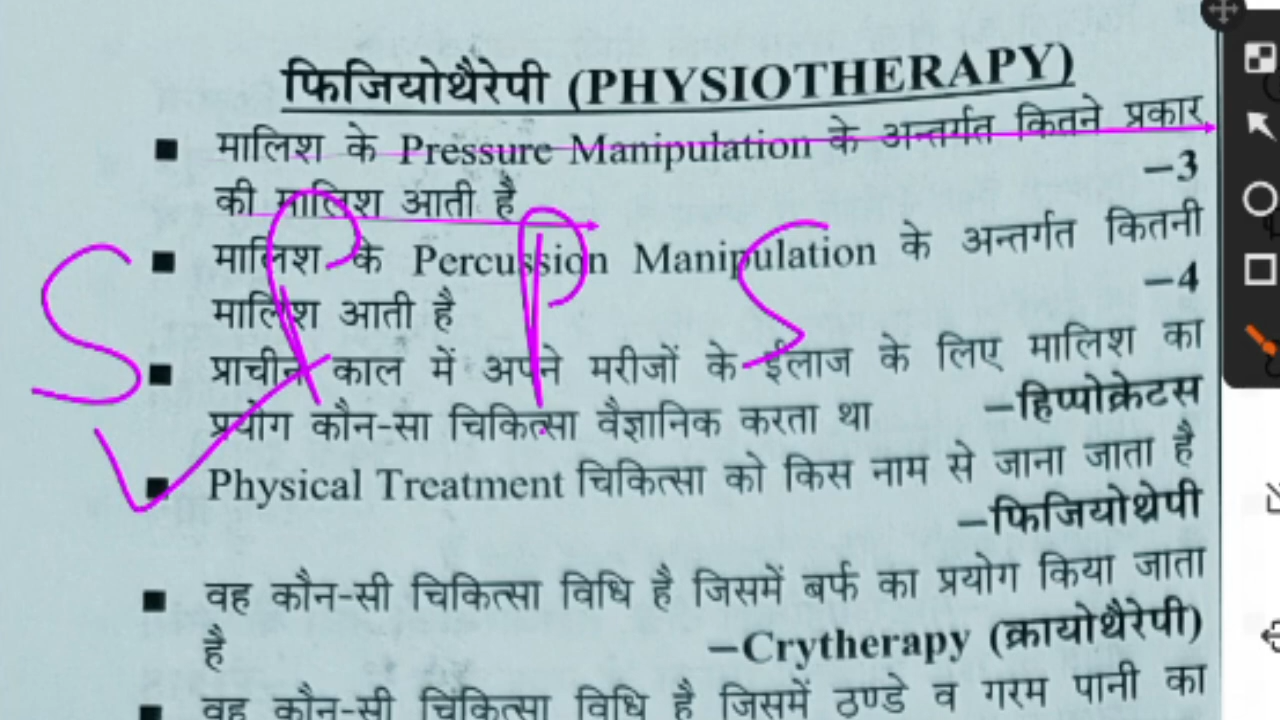 फिजियोथैरेपी (PHYSIOTHERAPY)
■ मालिश के Pressure Manipulation के अन्तर्गत कितने प्रकार
की मालिश आती है –3
■ मालिश के Percussion Manipulation के अन्तर्गत कितनी
मालिश आती है –4
■ प्राचीन काल में अपने मरीजों के ईलाज के लिए मालिश का
प्रयोग कौन-सा चिकित्सा वैज्ञानिक करता था –हिप्पोक्रेटस
■ Physical Treatment चिकित्सा को किस नाम से जाना जाता है
–फिजियोथ्रेपी
■ वह कौन-सी चिकित्सा विधि है जिसमें बर्फ का प्रयोग किया जाता
है –Crytherapy (क्रायोथैरेपी)
■ वह कौन-सी चिकित्सा विधि है जिसमें ठण्डे व गरम पानी का
S P P S